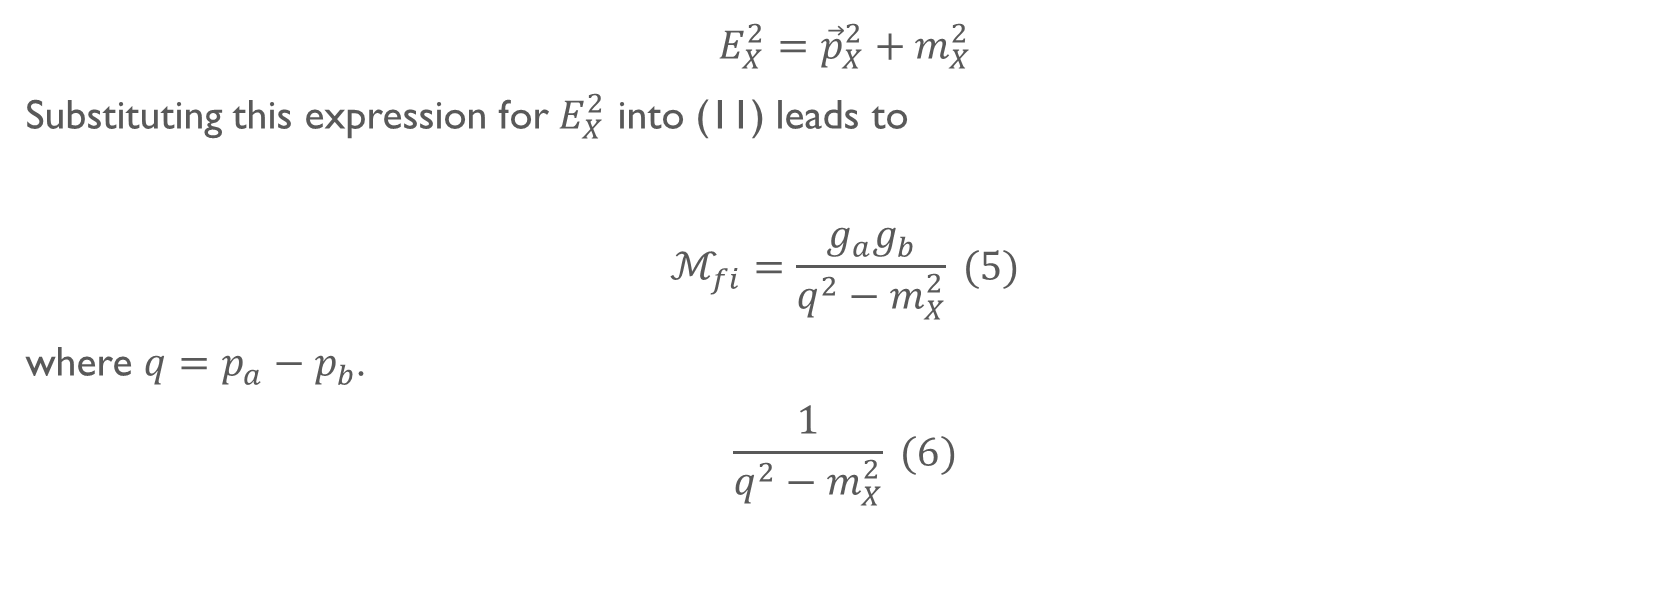 $E_X^2 = \vec{p}_X^2 + m_X^2$
Substituting this expression for $E_X^2$ into (11) leads to
$\mathcal{M}_{fi} = \frac{g_a g_b}{q^2 - m_X^2}$ (5)
where $q = p_a - p_b$.
$\frac{1}{q^2 - m_X^2}$ (6)